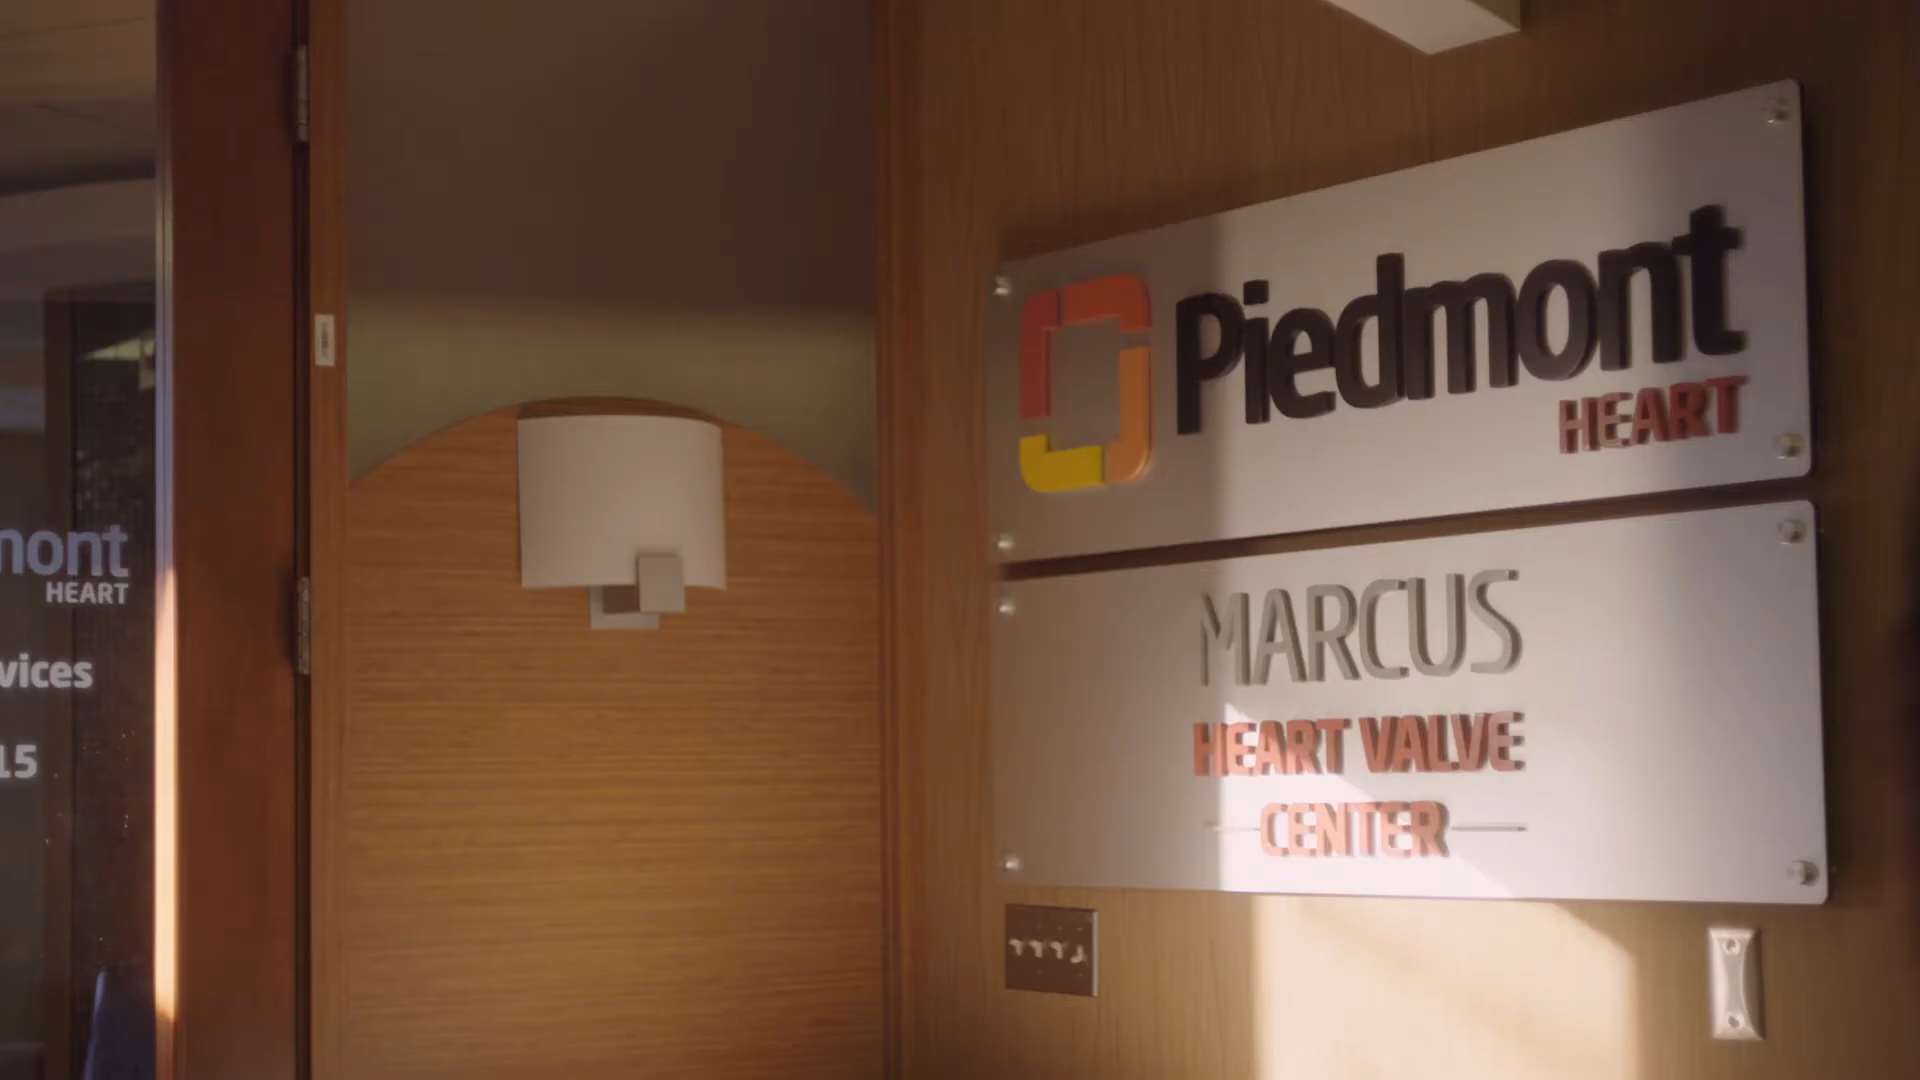 mont
HEART
vices
15
Piedmont
HEART
MARCUS
HEART VALVE
CENTER